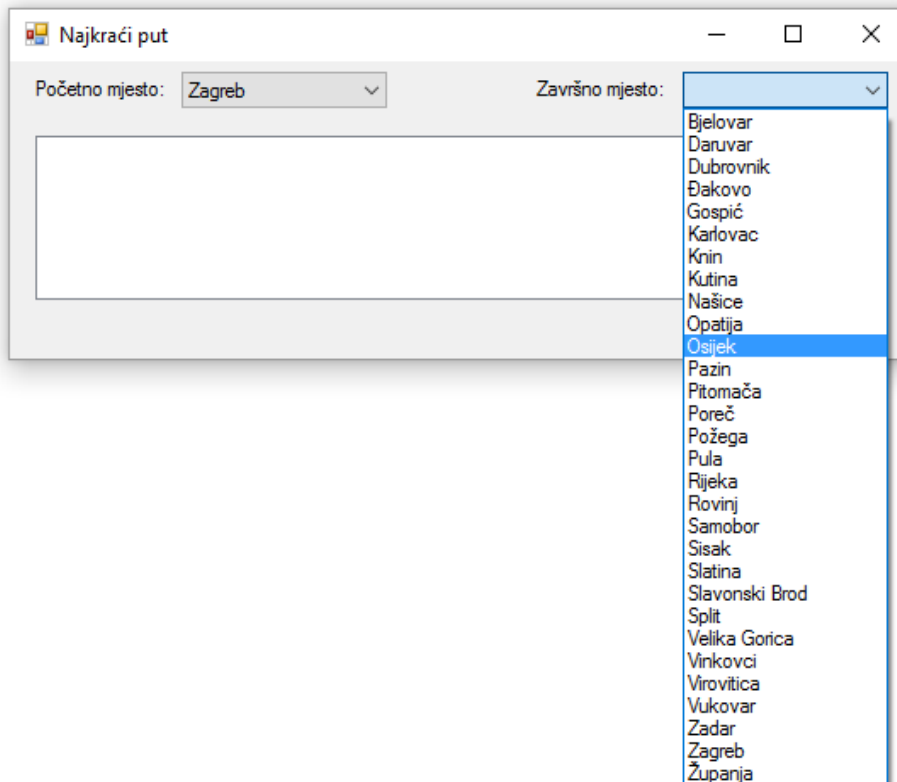 Najkraći put
Početno mjesto: Zagreb Završno mjesto:
Bjelovar
Daruvar
Dubrovnik
Đakovo
Gospić
Karlovac
Knin
Kutina
Našice
Opatija
Osijek
Pazin
Pitomača
Poreč
Požega
Pula
Rijeka
Rovinj
Samobor
Sisak
Slatina
Slavonski Brod
Split
Velika Gorica
Vinkovci
Virovitica
Vukovar
Zadar
Zagreb
Županja